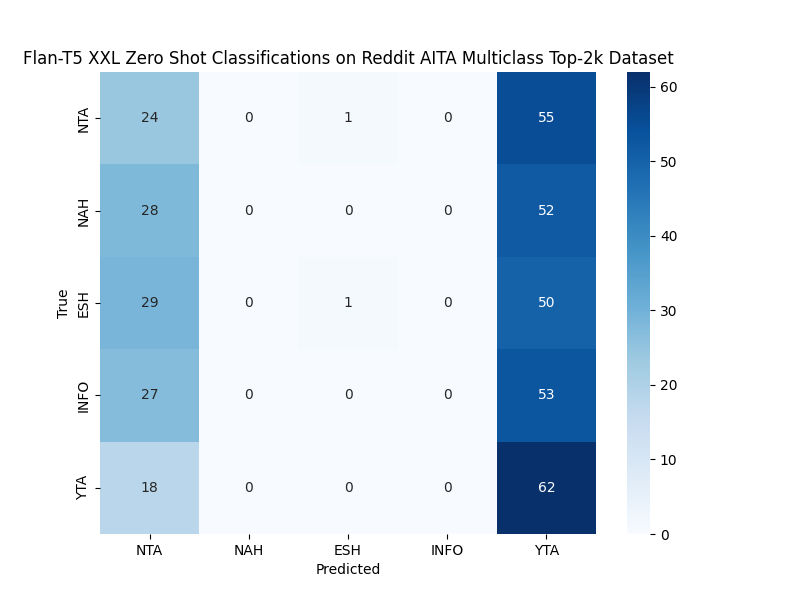 Flan-T5 XXL Zero Shot Classifications on Reddit AITA Multiclass Top-2k Dataset
NTA 24 0 1 0 55
NAH 28 0 0 0 52
ESH 29 0 1 0 50
INFO 27 0 0 0 53
YTA 18 0 0 0 62
NTA NAH ESH INFO YTA
Predicted
True
60
50
40
30
20
10
0